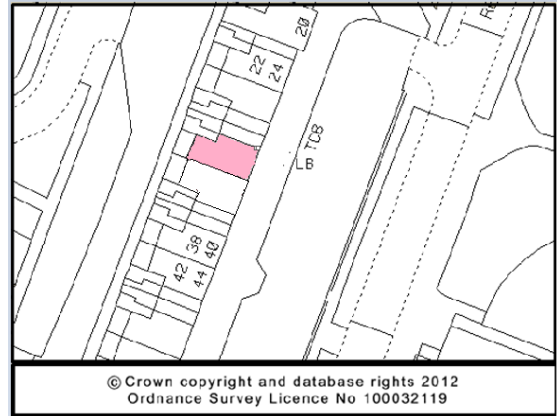 20
RE
22
24
TCB
LB
38
40
42
44
© Crown copyright and database rights 2012
Ordnance Survey Licence No 100032119